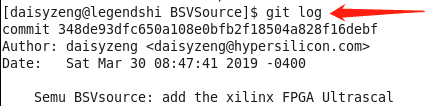 [daisyzeng@legendshi BSVSource]$ git log
commit 348de93dfc650a108e0bfb2f18504a828f16debf
Author: daisyzeng <daisyzeng@hypersilicon.com>
Date:   Sat Mar 30 08:47:41 2019 -0400
    Semu BSVsource: add the xilinx FPGA Ultrascal